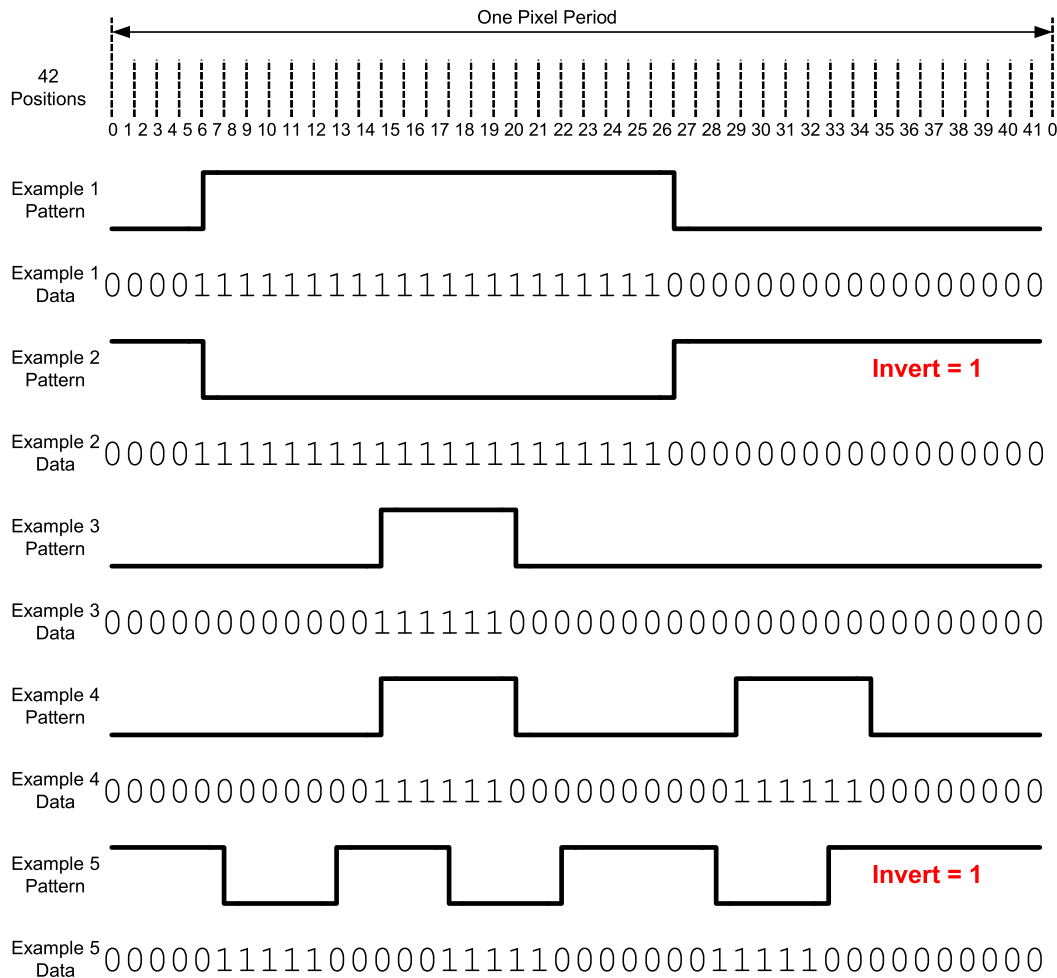 One Pixel Period
42
Positions
0 1 2 3 4 5 6 7 8 9 10 11 12 13 14 15 16 17 18 19 20 21 22 23 24 25 26 27 28 29 30 31 32 33 34 35 36 37 38 39 40 41 0
Example 1
Pattern
Example 1
Data
000011111111111111111111100000000000000000
Example 2
Pattern
Invert = 1
Example 2
Data
000011111111111111111111100000000000000000
Example 3
Pattern
Example 3
Data
000000000000111111000000000000000000000000
Example 4
Pattern
Example 4
Data
000000000000111111000000000011111100000000
Example 5
Pattern
Invert = 1
Example 5
Data
000001111100000111110000000111110000000000